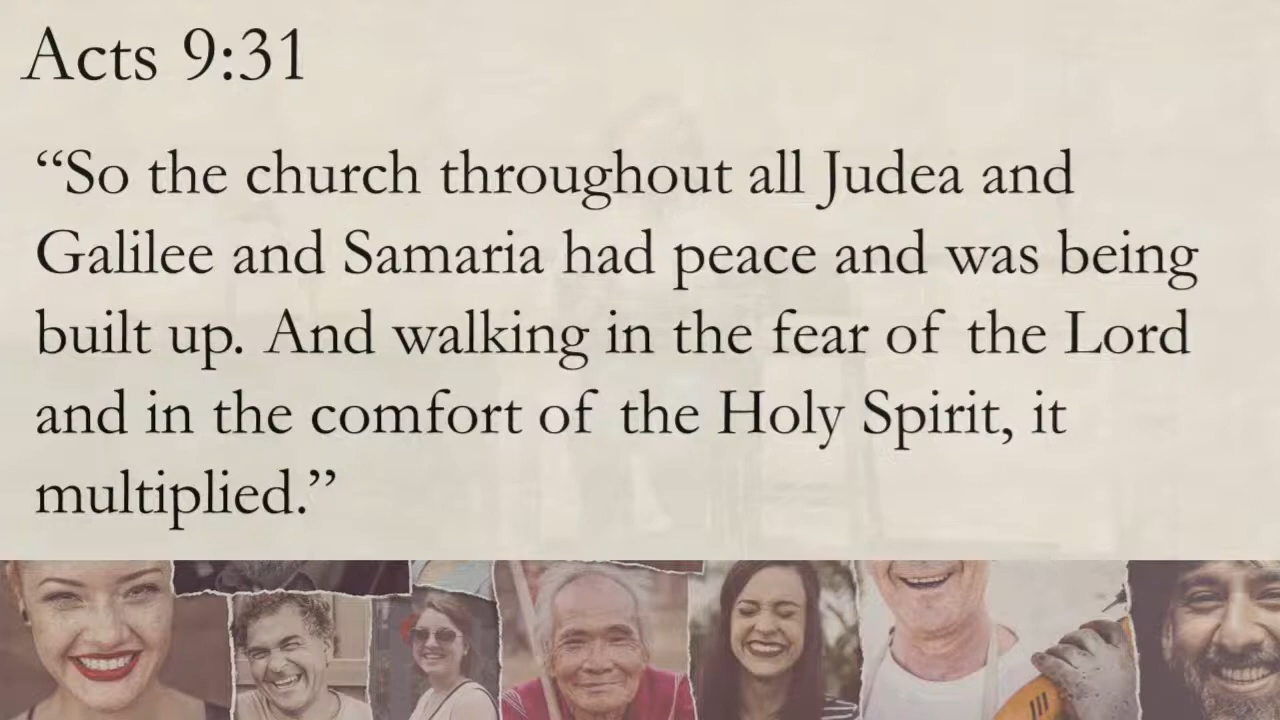 Acts 9:31
“So the church throughout all Judea and
Galilee and Samaria had peace and was being
built up. And walking in the fear of the Lord
and in the comfort of the Holy Spirit, it
multiplied.”